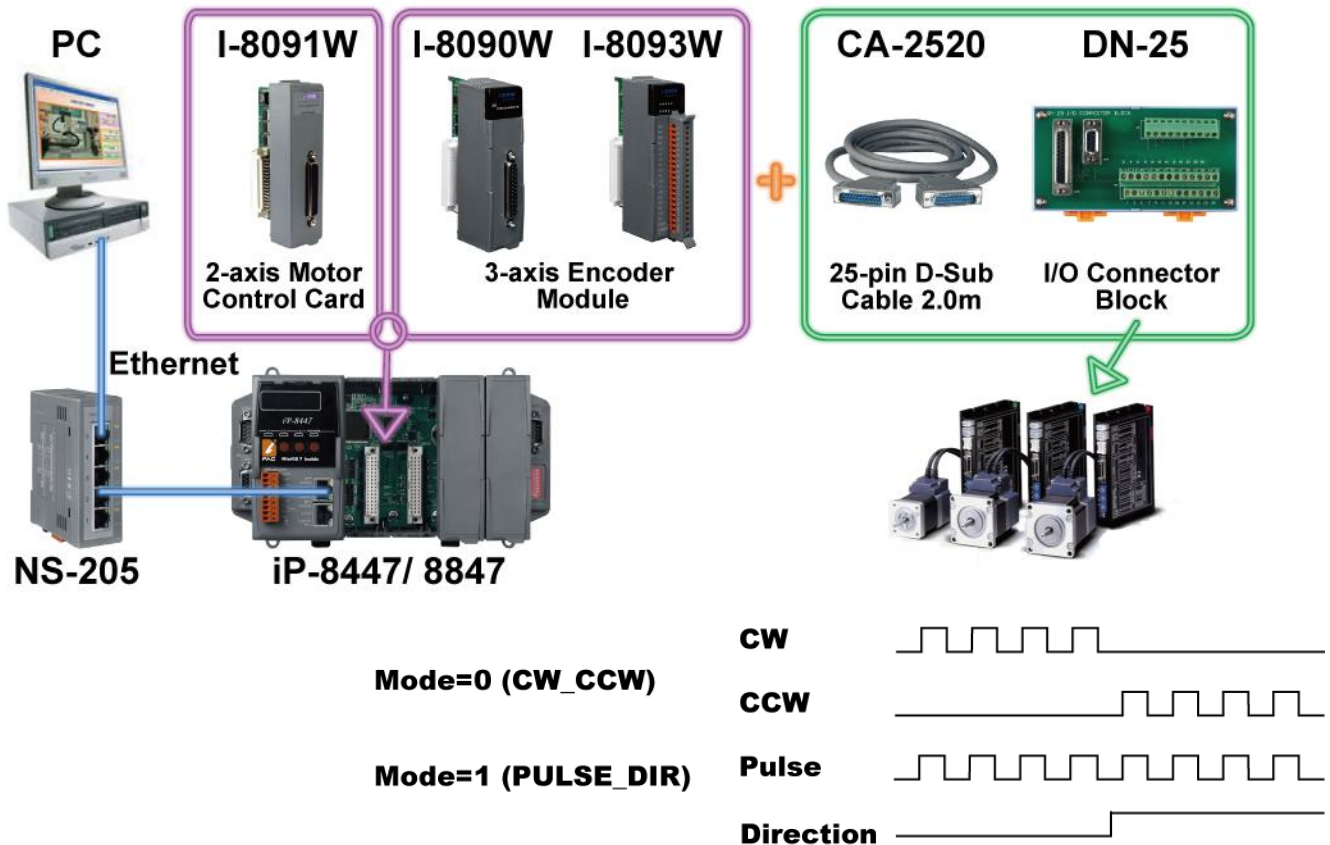 PC
I-8091W
I-8090W
I-8093W
CA-2520
DN-25
2-axis Motor
Control Card
3-axis Encoder
Module
25-pin D-Sub
Cable 2.0m
I/O Connector
Block
Ethernet
iP-8447
NS-205
iP-8447/ 8847
Mode=0 (CW_CCW)
CW
CCW
Mode=1 (PULSE_DIR)
Pulse
Direction